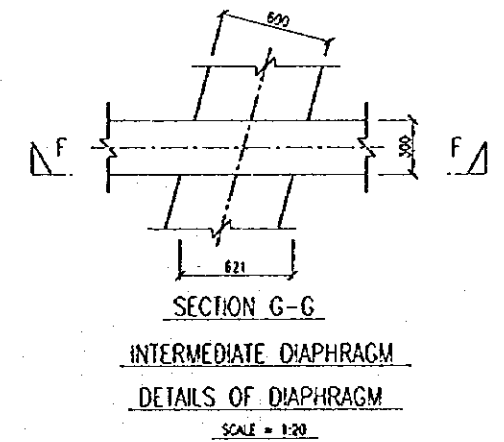 600
F
300
F
621
SECTION G-G
INTERMEDIATE DIAPHRAGM
DETAILS OF DIAPHRAGM
SCALE = 1:20